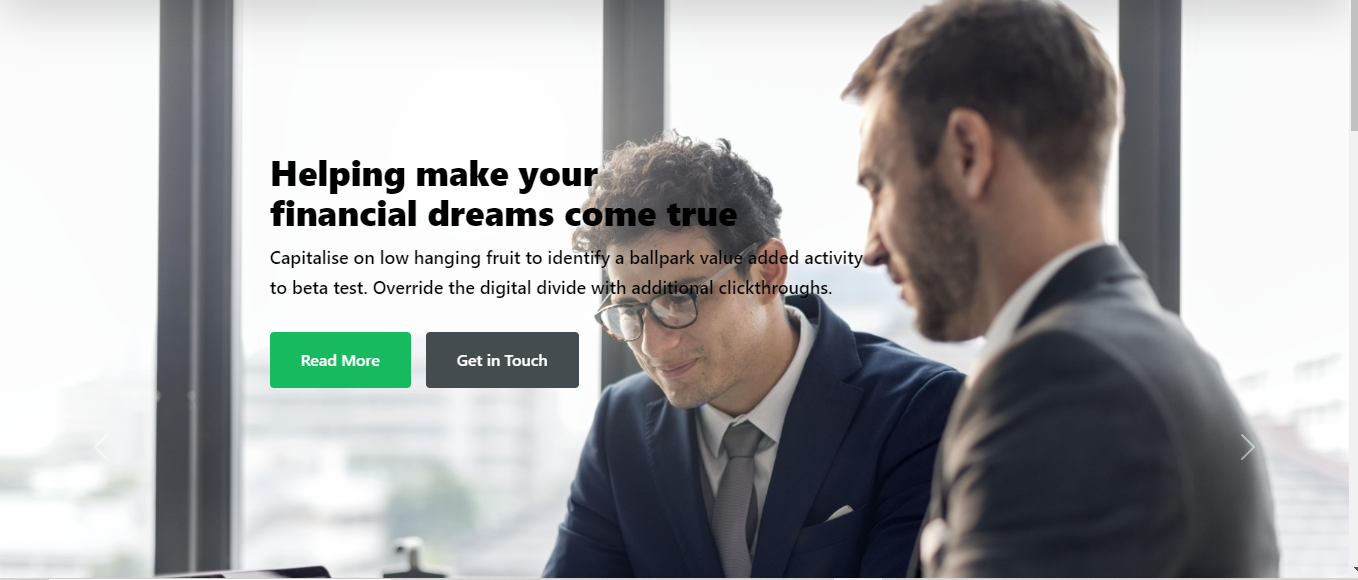 Helping make your
financial dreams come true
Capitalise on low hanging fruit to identify a ballpark value added activity
to beta test. Override the digital divide with additional clickthroughs.
Read More
Get in Touch